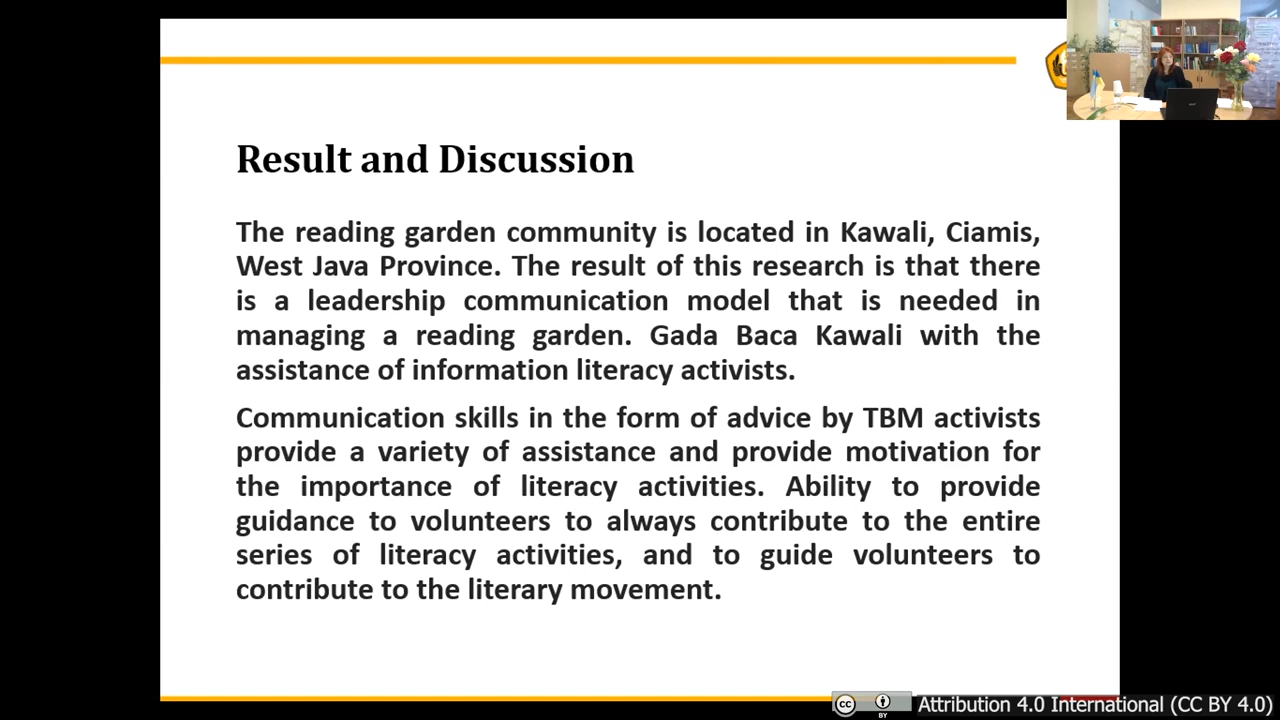 Result and Discussion
The reading garden community is located in Kawali, Ciamis,
West Java Province. The result of this research is that there
is a leadership communication model that is needed in
managing a reading garden. Gada Baca Kawali with the
assistance of information literacy activists.
Communication skills in the form of advice by TBM activists
provide a variety of assistance and provide motivation for
the importance of literacy activities. Ability to provide
guidance to volunteers to always contribute to the entire
series of literacy activities, and to guide volunteers to
contribute to the literary movement.
cc
BY
Attribution 4.0 International (CC BY 4.0)